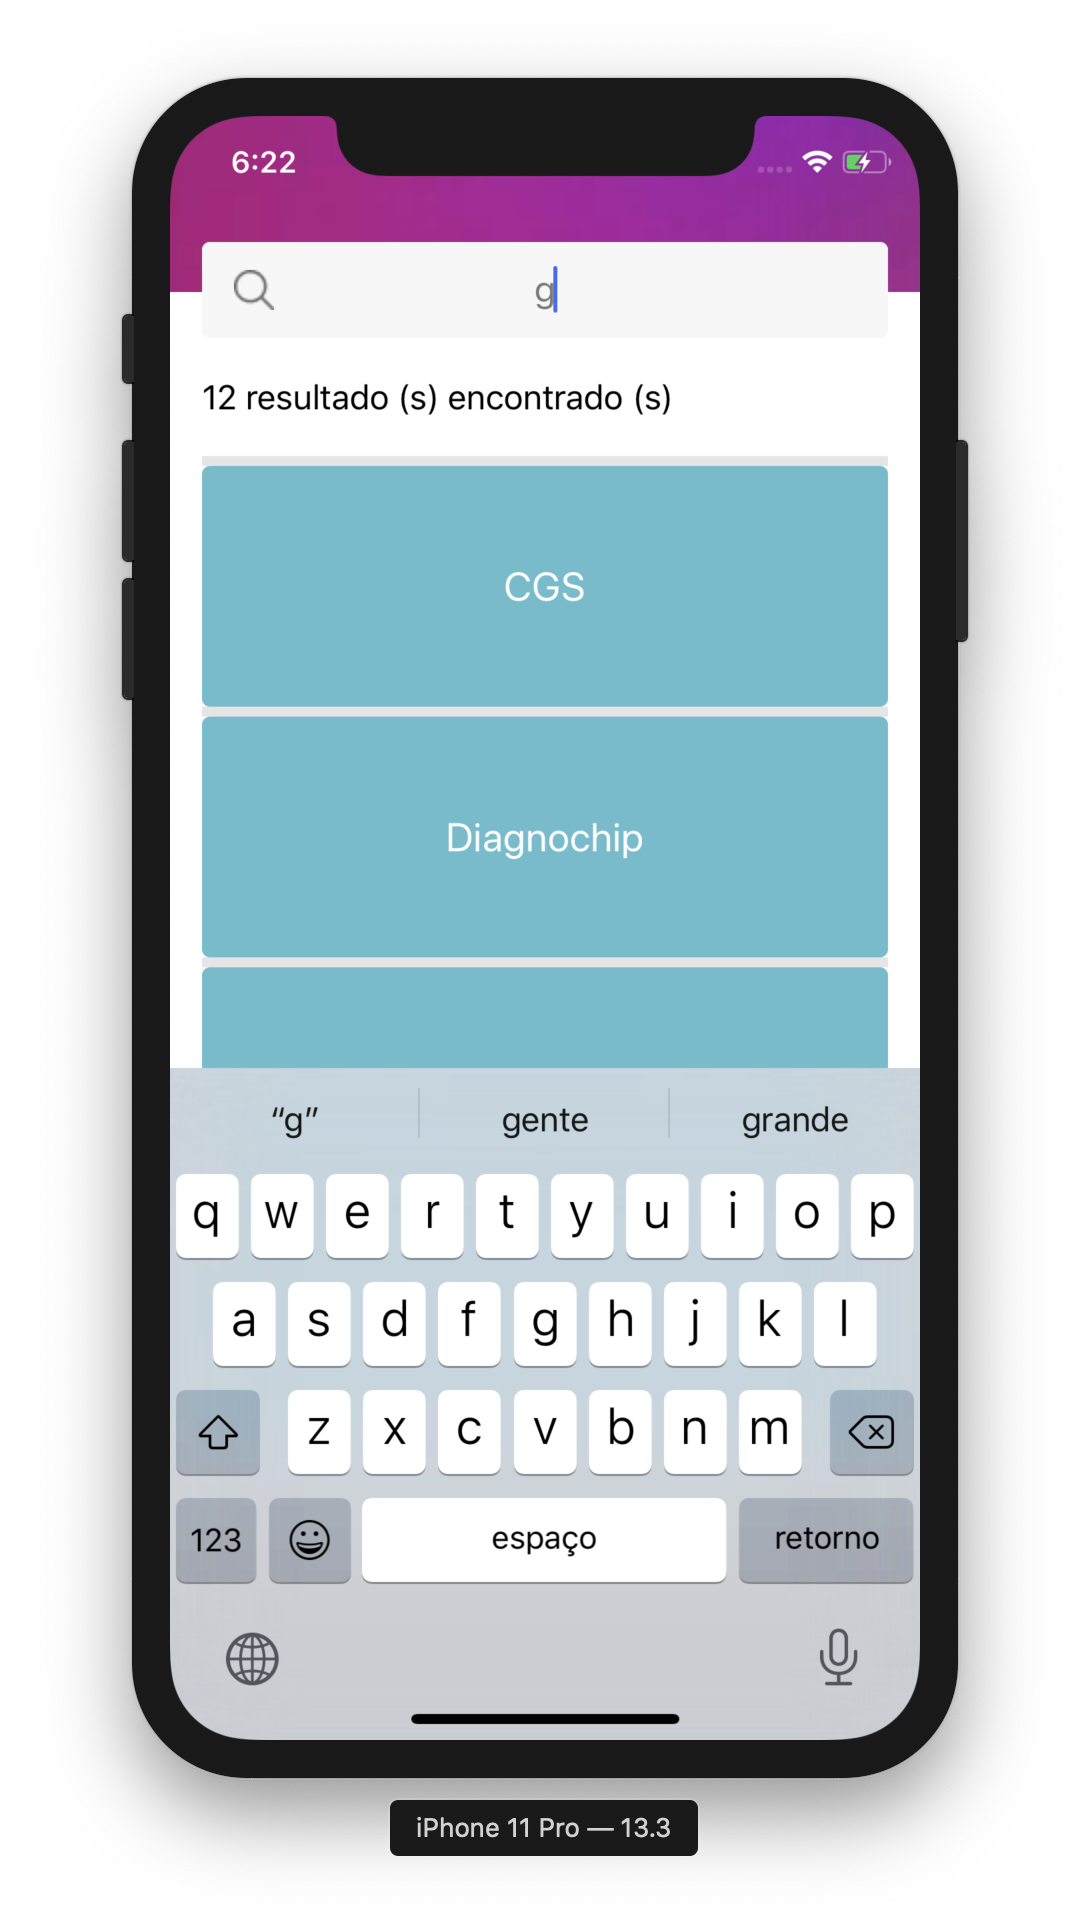 6:22
g
12 resultado (s) encontrado (s)
CGS
Diagnochip
“g” gente grande
q w e r t y u i o p
a s d f g h j k l
z x c v b n m
123 espaço retorno
iPhone 11 Pro — 13.3